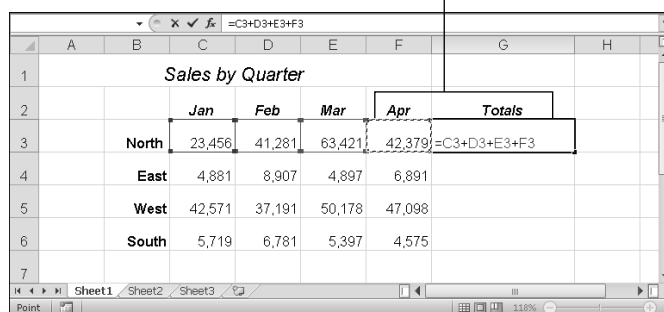 =C3+D3+E3+F3
A B C D E F G H
1 Sales by Quarter
2 Jan Feb Mar Apr Totals
3 North 23,456 41,281 63,421 42,379 =C3+D3+E3+F3
4 East 4,881 8,907 4,897 6,891
5 West 42,571 37,191 50,178 47,098
6 South 5,719 6,781 5,397 4,575
7
Sheet1 Sheet2 Sheet3
Point 118%